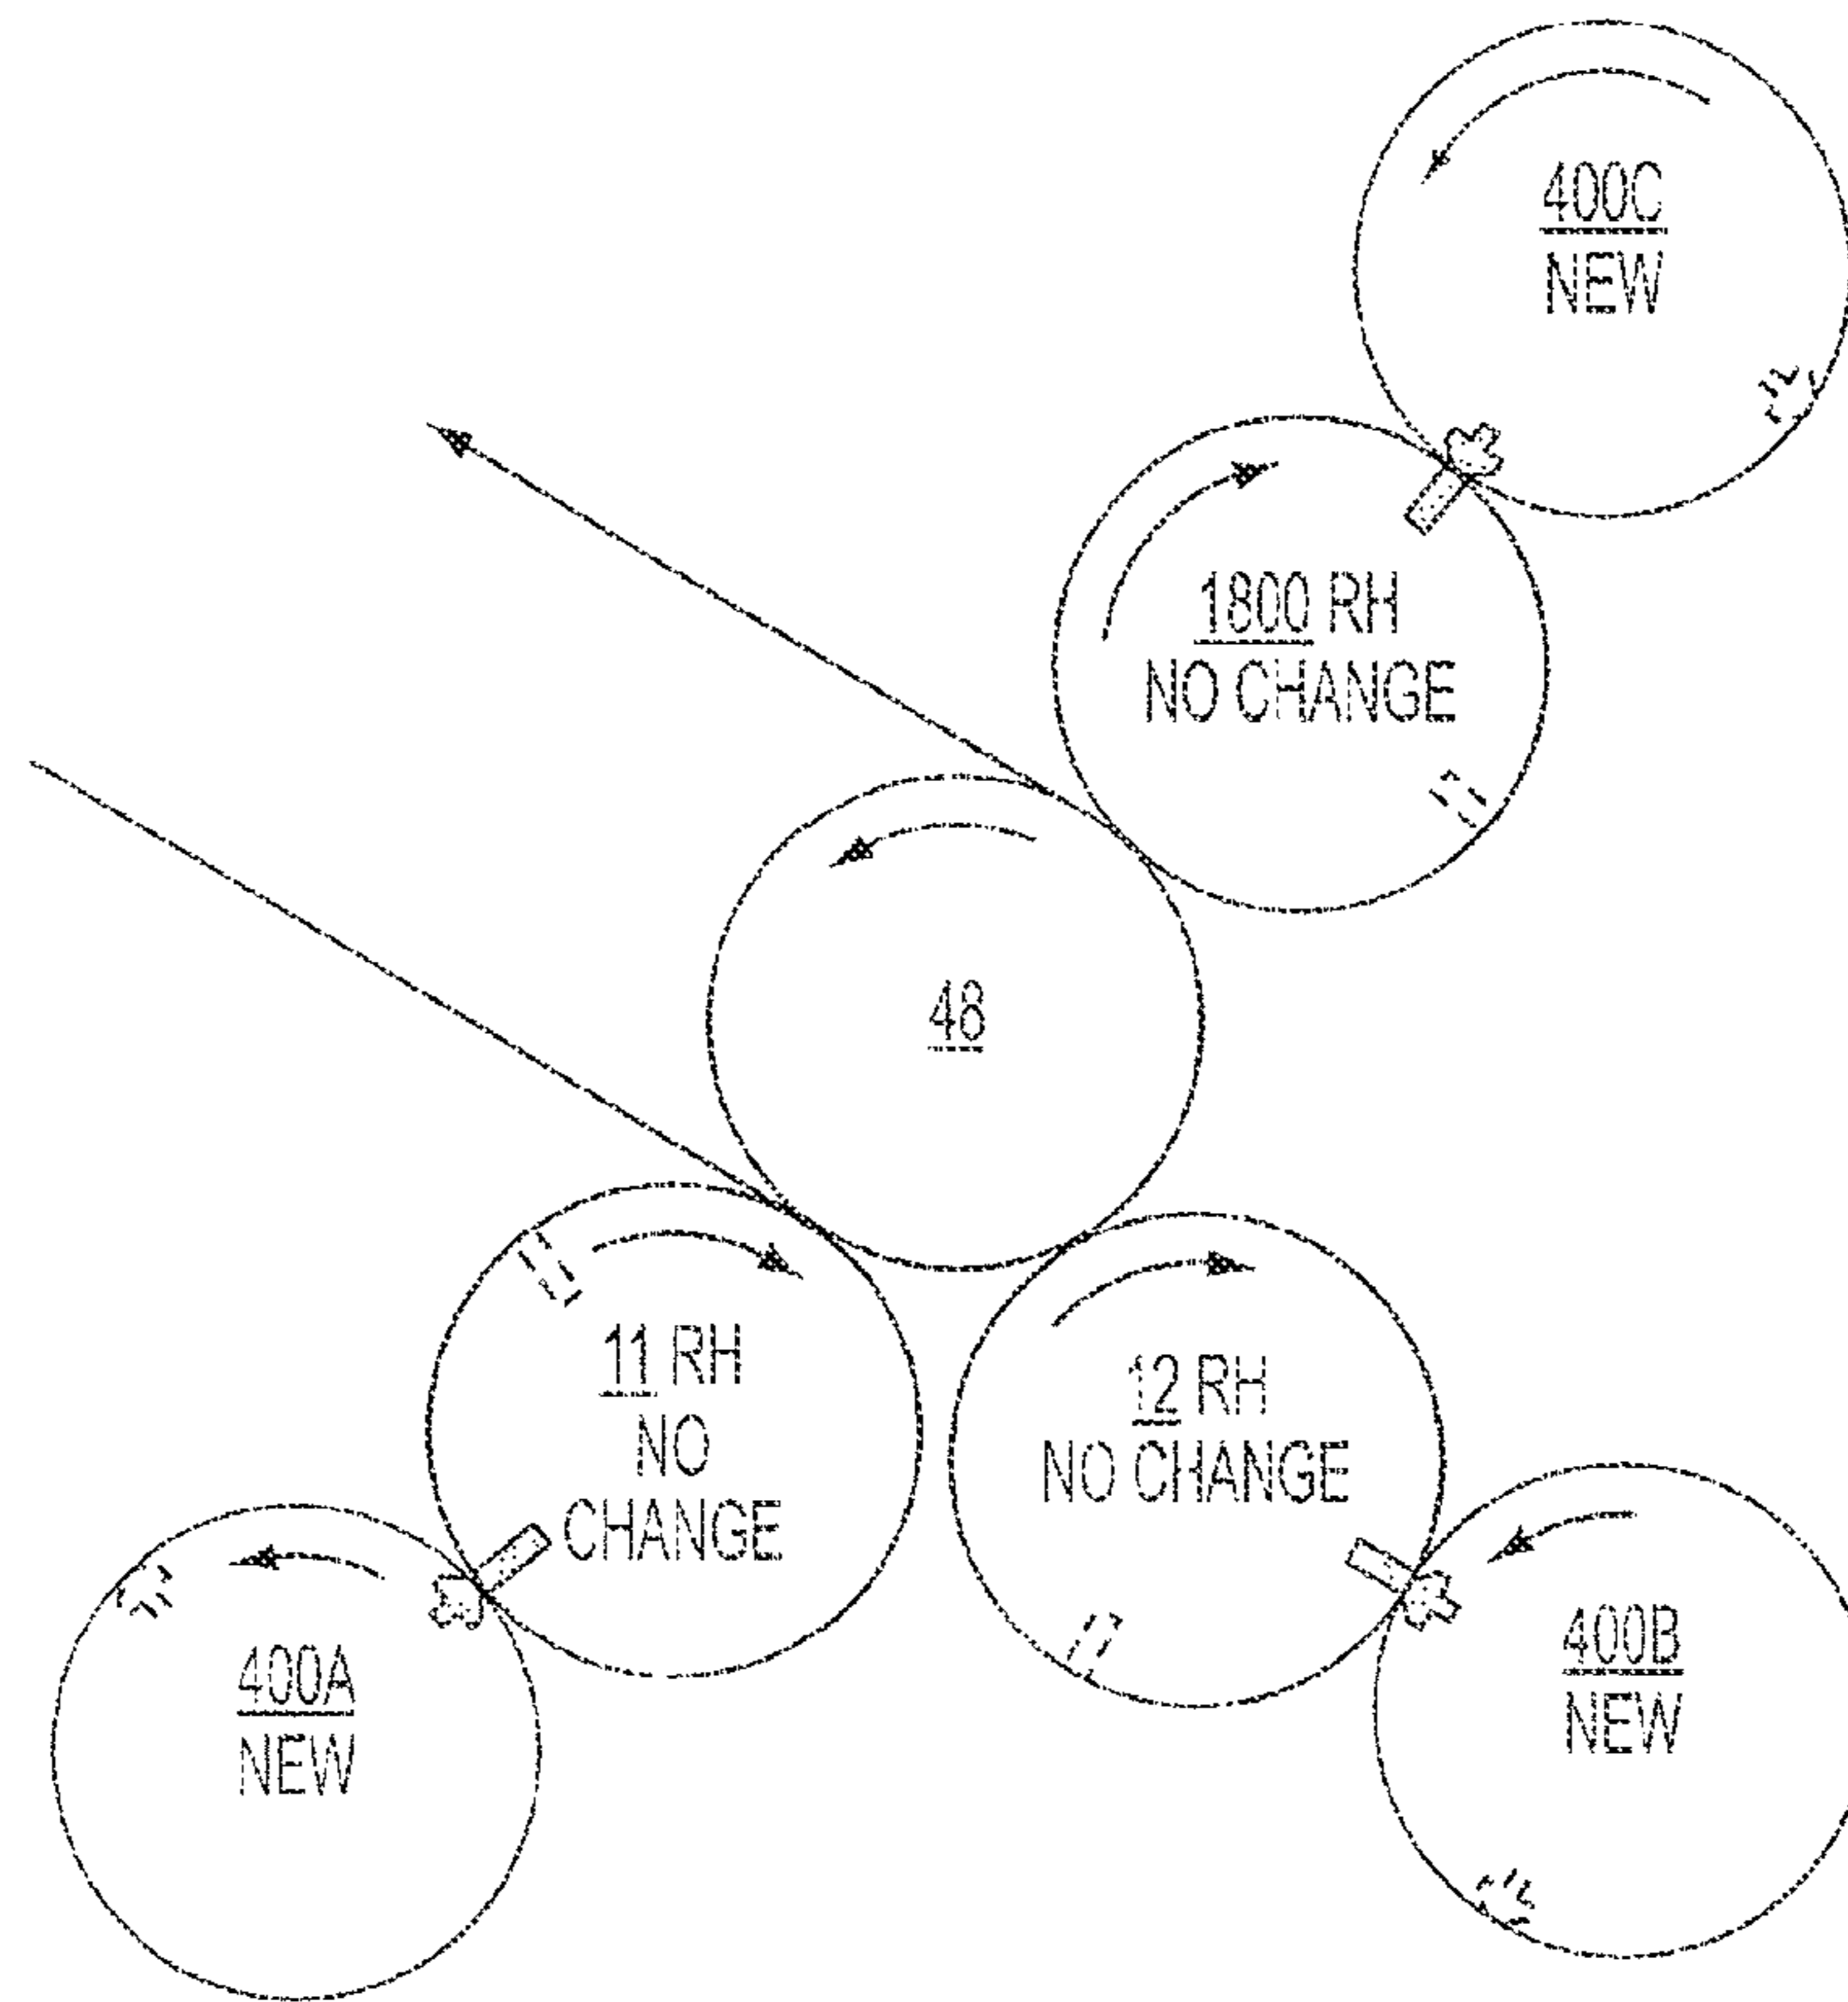 400C
NEW
1800 RH
NO CHANGE
48
11 RH
NO
CHANGE
12 RH
NO CHANGE
400A
NEW
400B
NEW